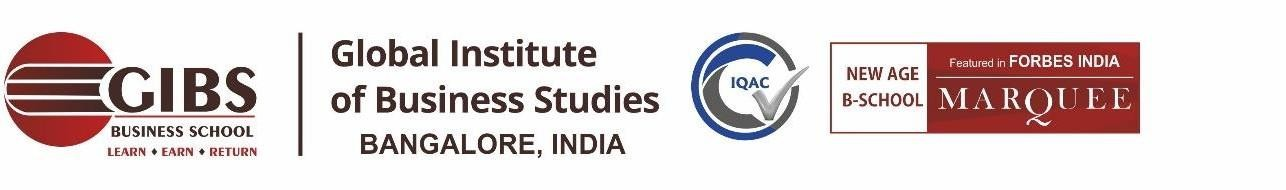 GIBS
BUSINESS SCHOOL
LEARN ♦ EARN ♦ RETURN
Global Institute
of Business Studies
BANGALORE, INDIA
IQAC
NEW AGE
B-SCHOOL
Featured in FORBES INDIA
MARQUEE